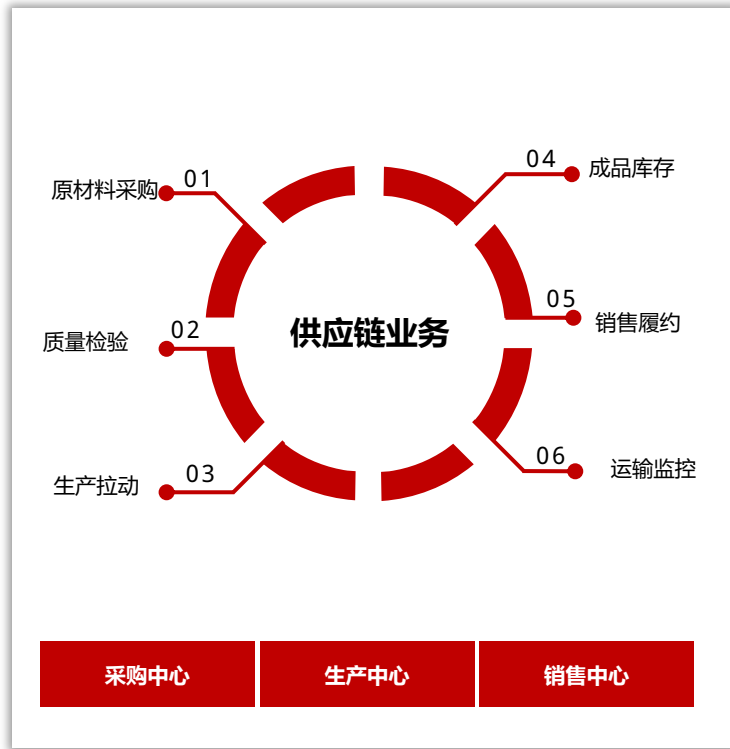 01
原材料采购
02
质量检验
03
生产拉动
供应链业务
04
成品库存
05
销售履约
06
运输监控
采购中心
生产中心
销售中心